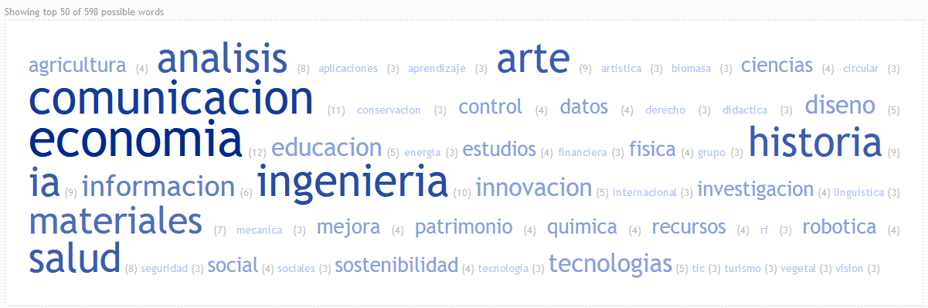 Showing top 50 of 598 possible words
agricultura (4) analisis (8) aplicaciones (3) aprendizaje (3) arte (9) artistica (3) biomasa (3) ciencias (4) circular (3)
comunicacion (11) conservacion (3) control (4) datos (4) derecho (3) didactica (3) diseno (5)
economia (12) educacion (5) energia (3) estudios (4) financiera (3) fisica (4) grupo (3) historia (9)
ia (9) informacion (6) ingenieria (10) innovacion (5) internacional (3) investigacion (4) linguistica (3)
materiales (7) mecanica (3) mejora (4) patrimonio (4) quimica (4) recursos (4) rf (3) robotica (4)
salud (8) seguridad (3) social (4) sociales (3) sostenibilidad (4) tecnologia (3) tecnologias (5) tic (3) turismo (3) vegetal (3) vision (3)